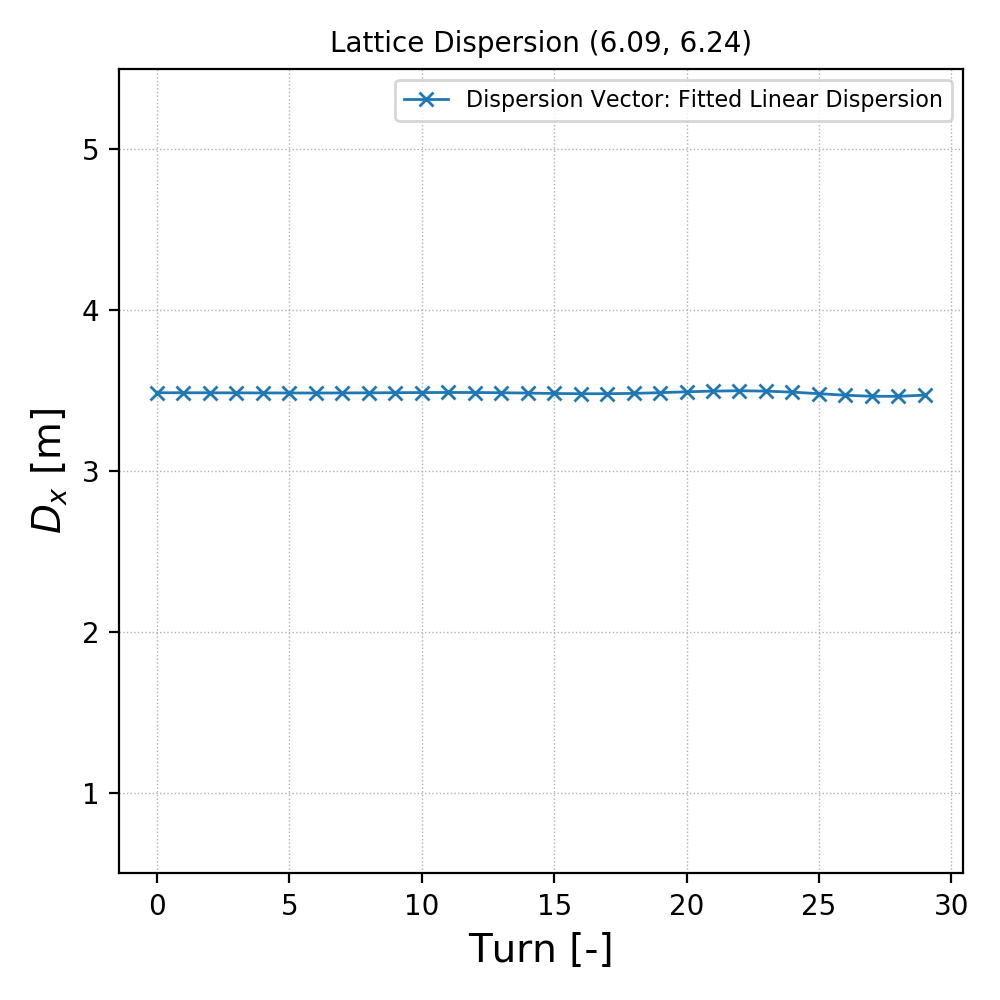 Lattice Dispersion (6.09, 6.24)
Dispersion Vector: Fitted Linear Dispersion
5
4
3
2
1
D_x [m]
0 5 10 15 20 25 30
Turn [-]